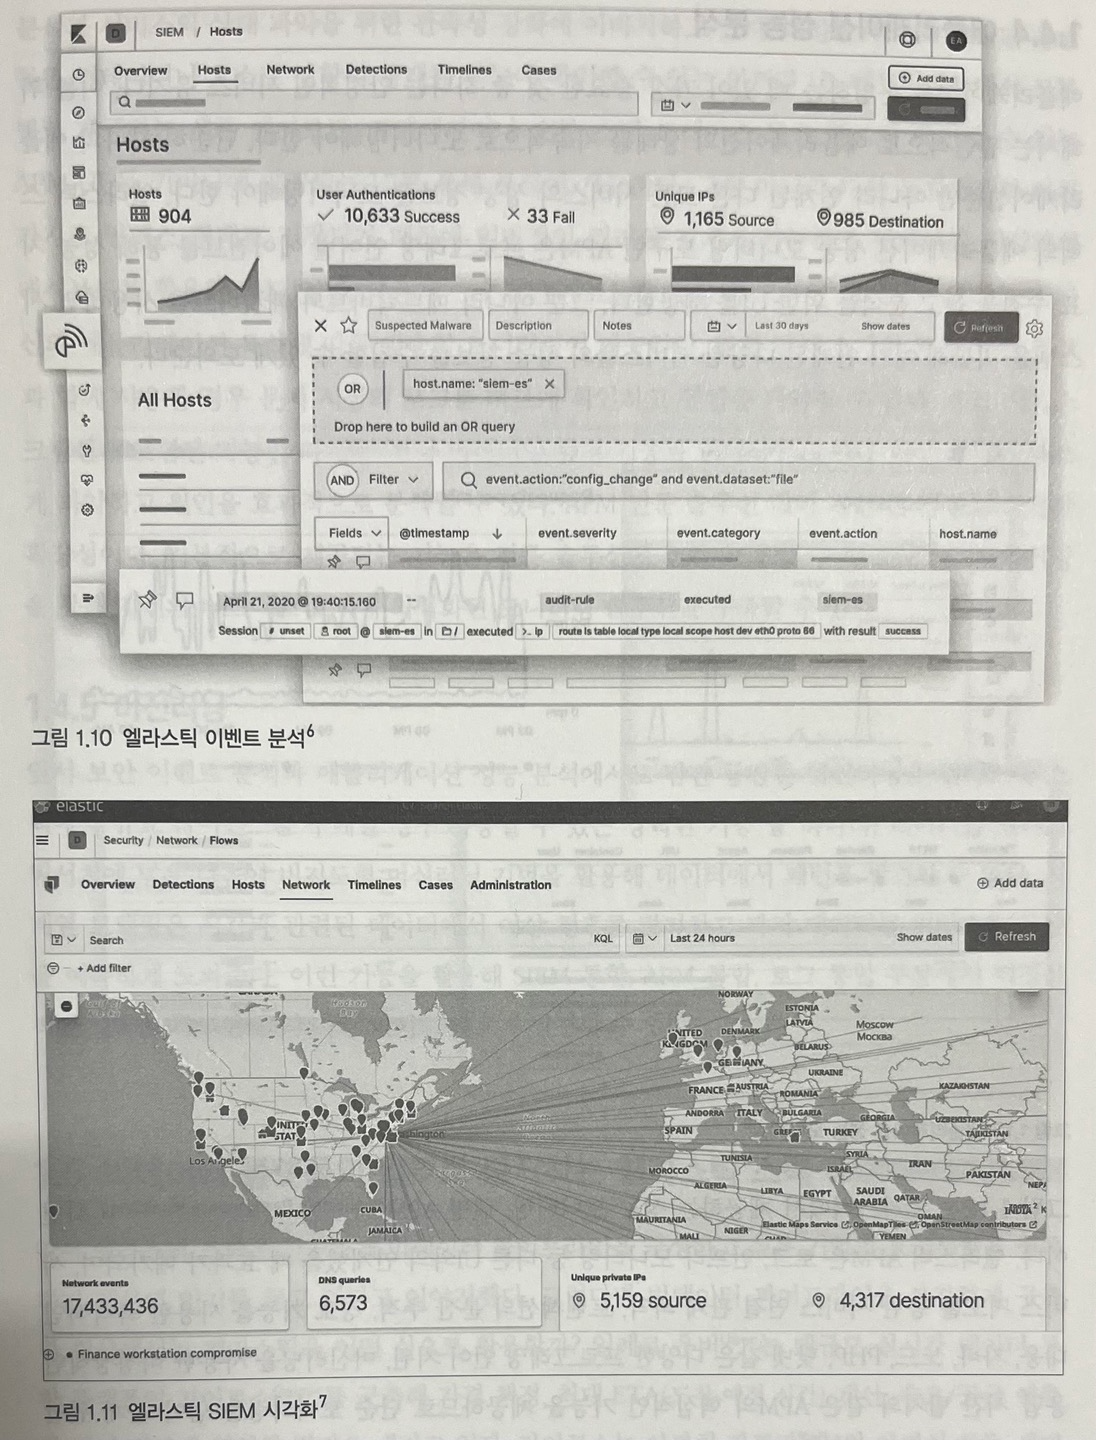 D SIEM / Hosts EA
Overview Hosts Network Detections Timelines Cases Add data
Hosts
Hosts
904
User Authentications
10,633 Success 33 Fail
Unique IPs
1,165 Source 985 Destination
Suspected Malware Description Notes Last 30 days Show dates Refresh
OR host.name: "siem-es"
Drop here to build an OR query
All Hosts
AND Filter event.action:"config_change" and event.dataset:"file"
Fields @timestamp event.severity event.category event.action host.name
April 21, 2020 @ 19:40:15.160 -- audit-rule executed siem-es
Session # unset root @ siem-es in / executed >_ ip route ls table local type local scope host dev eth0 proto 66 with result success
그림 1.10 엘라스틱 이벤트 분석6
elastic
D Security / Network / Flows
Overview Detections Hosts Network Timelines Cases Administration Add data
Search KQL Last 24 hours Show dates Refresh
+ Add filter
Hudson
Bay
NORWAY
ESTONIA
LATVIA
Moscow
Москва
UNITED
KINGDOM
DENMARK
BELARUS
GERMANY
UKRAINE
FRANCE
AUSTRIA
ROMANIA
KAZAKHSTAN
ANDORRA
ITALY
BULGARIA
GEORGIA
UZBEKISTAN
SPAIN
TURKEY
TAJIKISTAN
TUNISIA
SYRIA
ISRAEL
IRAN
PAKISTAN
MOROCCO
ALGERIA
LIBYA
EGYPT
SAUDI
ARABIA
QATAR
OMAN
INDIA
Los Angeles
MEXICO
CUBA
JAMAICA
MAURITANIA
MALI
NIGER
YEMEN
Elastic Maps Service , OpenMapTiles , OpenStreetMap contributors
Network events
17,433,436
DNS queries
6,573
Unique private IPs
5,159 source 4,317 destination
Finance workstation compromise
그림 1.11 엘라스틱 SIEM 시각화7